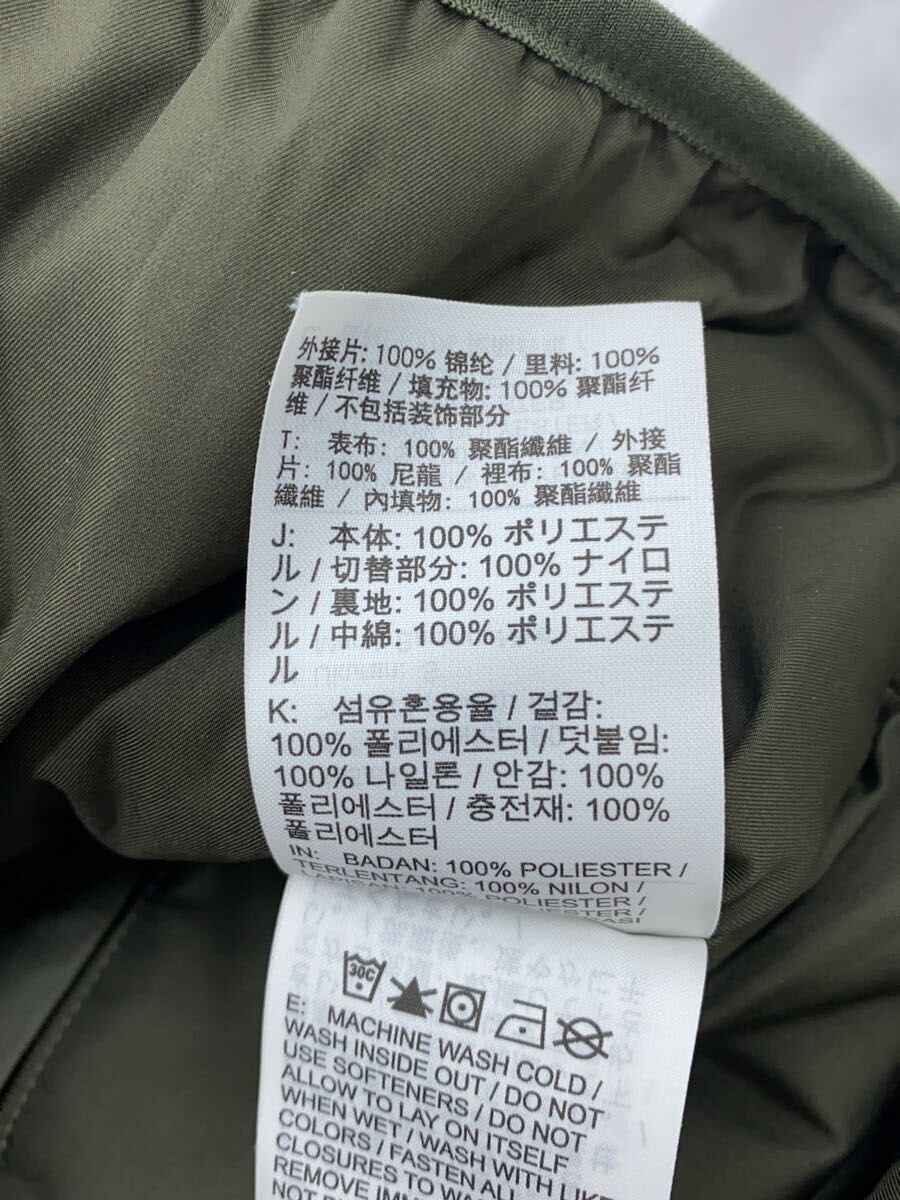 外接片: 100% 锦纶 / 里料: 100%
聚酯纤维 / 填充物: 100% 聚酯纤
维 / 不包括装饰部分
T: 表布: 100% 聚酯纖維 / 外接
片: 100% 尼龍 / 裡布: 100% 聚酯
纖維 / 內填物: 100% 聚酯纖維
J: 本体: 100% ポリエステ
ル / 切替部分: 100% ナイロ
ン / 裏地: 100% ポリエステ
ル / 中綿: 100% ポリエステ
ル
K: 섬유혼용율 / 겉감:
100% 폴리에스터 / 덧붙임:
100% 나일론 / 안감: 100%
폴리에스터 / 충전재: 100%
폴리에스터
IN: BADAN: 100% POLIESTER /
TERLENTANG: 100% NILON /
LAPISAN: 100% POLIESTER /
30C
E: MACHINE WASH COLD /
WASH INSIDE OUT / DO NOT
USE SOFTENERS / DO NOT
ALLOW TO LAY ON ITSELF
WHEN WET / WASH WITH LIKE
COLORS / FASTEN ALL
CLOSURES TO
REMOVE